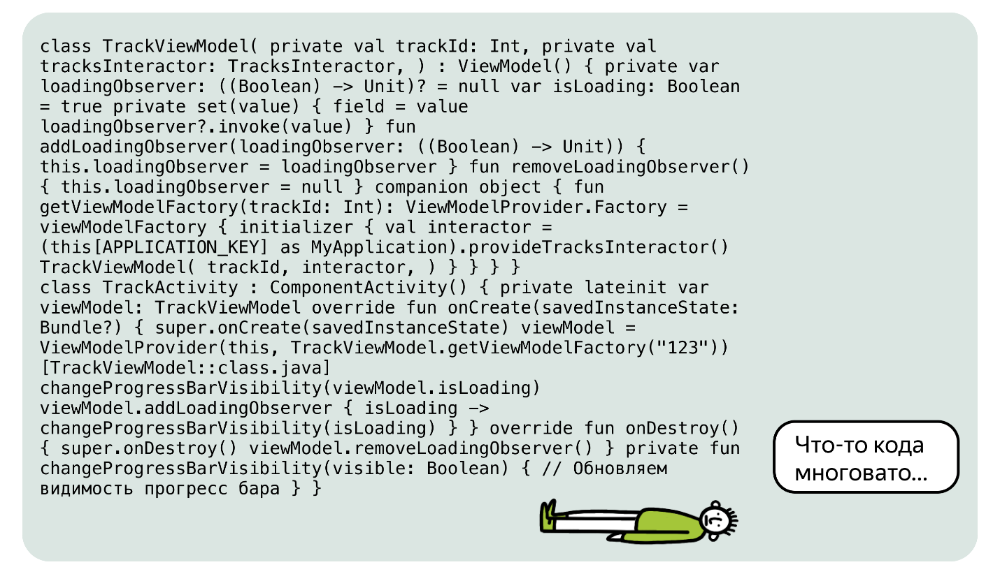 class TrackViewModel( private val trackId: Int, private val
tracksInteractor: TracksInteractor, ) : ViewModel() { private var
loadingObserver: ((Boolean) -> Unit)? = null var isLoading: Boolean
= true private set(value) { field = value
loadingObserver?.invoke(value) } fun
addLoadingObserver(loadingObserver: ((Boolean) -> Unit)) {
this.loadingObserver = loadingObserver } fun removeLoadingObserver()
{ this.loadingObserver = null } companion object { fun
getViewModelFactory(trackId: Int): ViewModelProvider.Factory =
viewModelFactory { initializer { val interactor =
(this[APPLICATION_KEY] as MyApplication).provideTracksInteractor()
TrackViewModel( trackId, interactor, ) } } } }
class TrackActivity : ComponentActivity() { private lateinit var
viewModel: TrackViewModel override fun onCreate(savedInstanceState:
Bundle?) { super.onCreate(savedInstanceState) viewModel =
ViewModelProvider(this, TrackViewModel.getViewModelFactory("123"))
[TrackViewModel::class.java]
changeProgressBarVisibility(viewModel.isLoading)
viewModel.addLoadingObserver { isLoading ->
changeProgressBarVisibility(isLoading) } } override fun onDestroy()
{ super.onDestroy() viewModel.removeLoadingObserver() } private fun
changeProgressBarVisibility(visible: Boolean) { // Обновляем
видимость прогресс бара } }
Что-то кода
многовато...